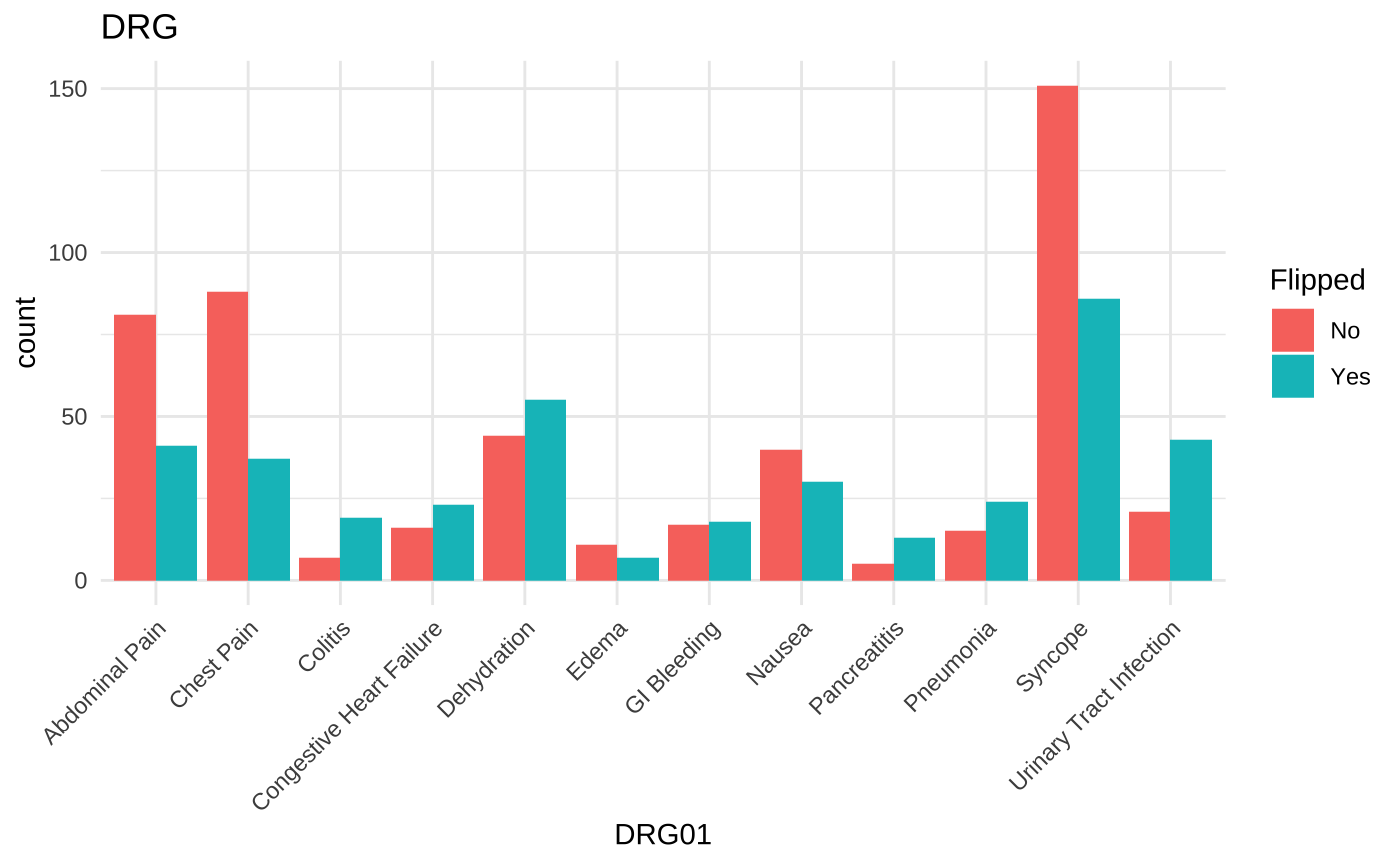 DRG
150
100
50
0
count
Abdominal Pain
Chest Pain
Colitis
Congestive Heart Failure
Dehydration
Edema
GI Bleeding
Nausea
Pancreatitis
Pneumonia
Syncope
Urinary Tract Infection
DRG01
Flipped
No
Yes